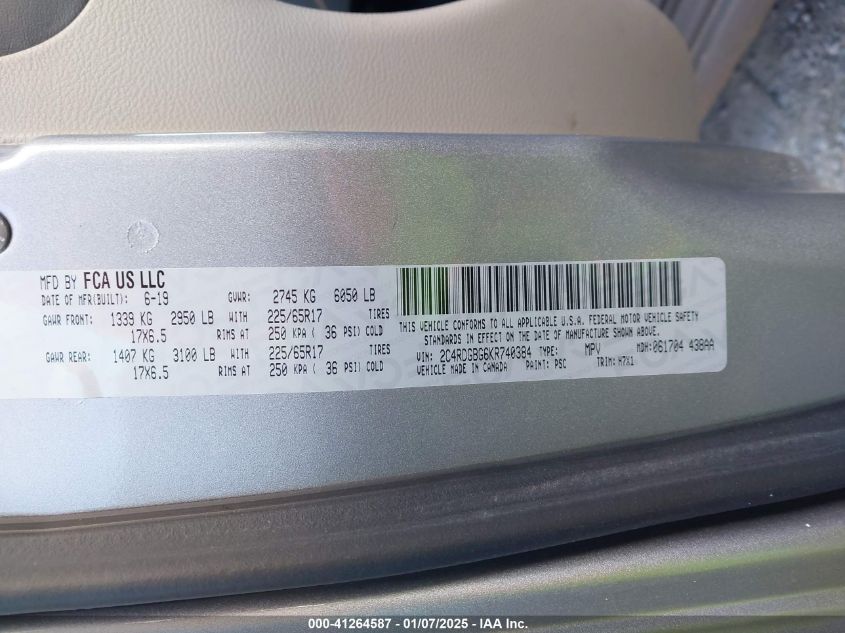 MFD BY FCA US LLC
DATE OF MFR(BUILT): 6-19 GVWR: 2745 KG 6050 LB
GAWR FRONT: 1339 KG 2950 LB WITH 225/65R17 TIRES
17X6.5 RIMS AT 250 KPA ( 36 PSI) COLD
GAWR REAR: 1407 KG 3100 LB WITH 225/65R17 TIRES
17X6.5 RIMS AT 250 KPA ( 36 PSI) COLD
THIS VEHICLE CONFORMS TO ALL APPLICABLE U.S.A. FEDERAL MOTOR VEHICLE SAFETY
STANDARDS IN EFFECT ON THE DATE OF MANUFACTURE SHOWN ABOVE.
VIN: 2C4RDGBG6KR740384 TYPE: MPV MDH: 061704 438AA
VEHICLE MADE IN CANADA PAINT: PSC TRIM: H7X1
000-41264587 - 01/07/2025 - IAA Inc.